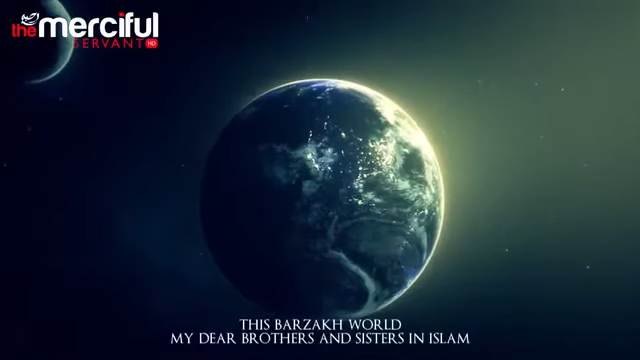 the merciful
SERVANT HD
THIS BARZAKH WORLD
MY DEAR BROTHERS AND SISTERS IN ISLAM